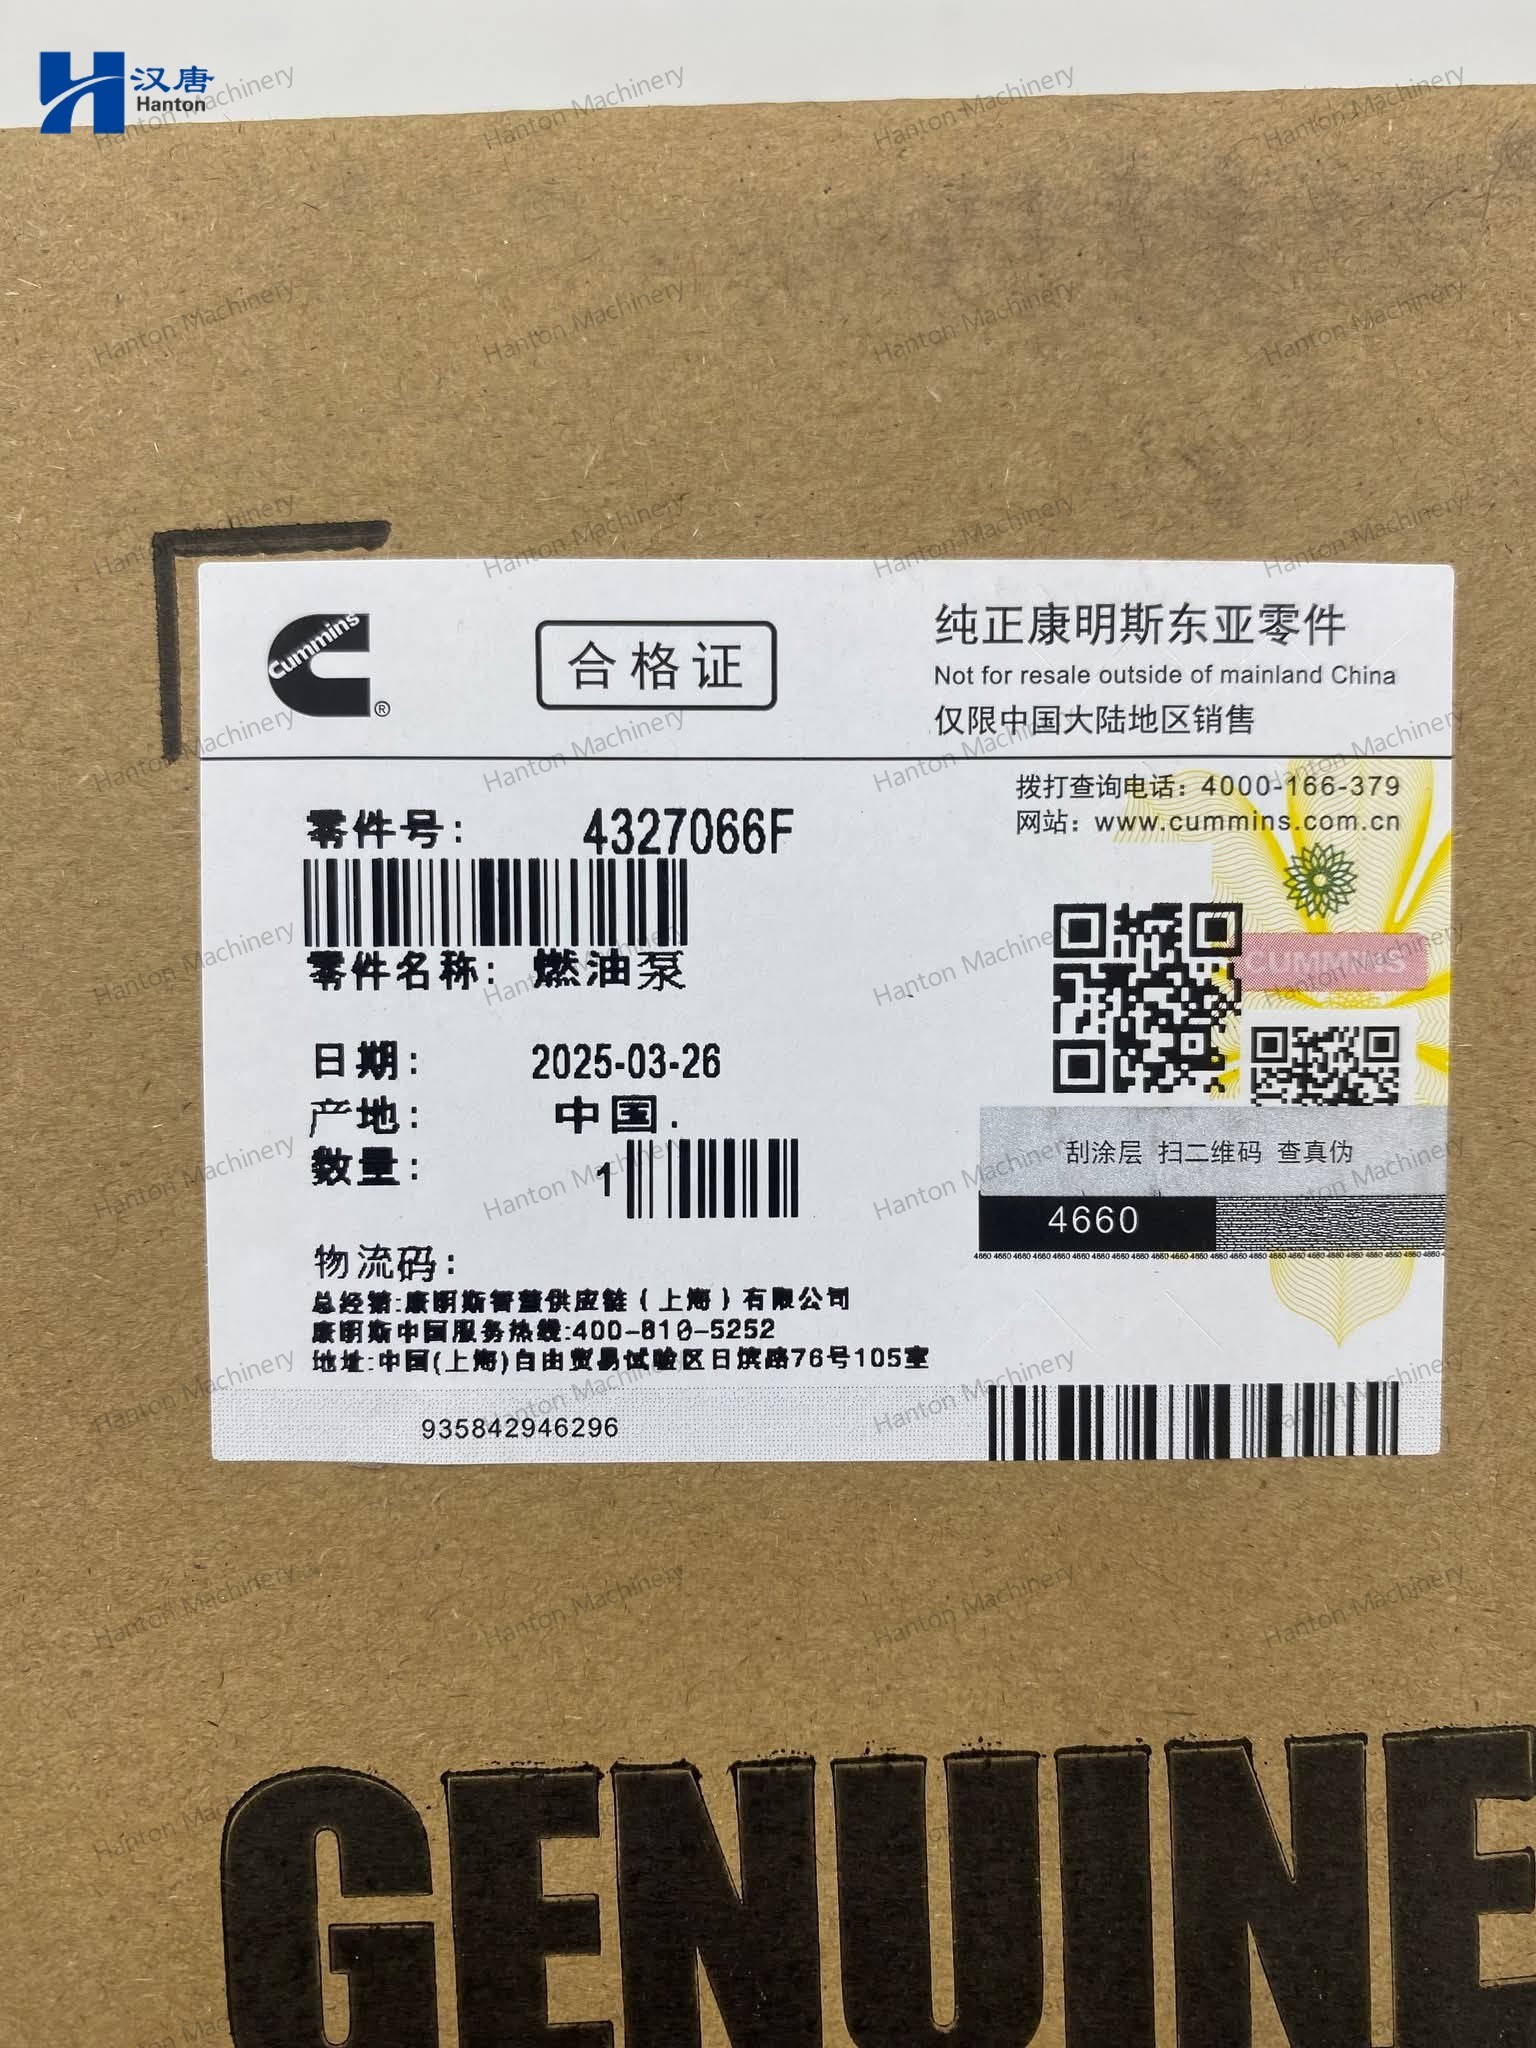 汉唐
Hanton
Cummins
®
合格证
纯正康明斯东亚零件
Not for resale outside of mainland China
仅限中国大陆地区销售
拨打查询电话：4000-166-379
网站：www.cummins.com.cn
零件号： 4327066F
零件名称： 燃油泵
CUMMINS
日期： 2025-03-26
产地： 中国.
数量： 1
刮涂层 扫二维码 查真伪
4660
物流码：
总经销:康明斯智慧供应链（上海）有限公司
康明斯中国服务热线:400-810-5252
地址:中国(上海)自由贸易试验区日滨路76号105室
935842946296
GENUINE
Hanton Machinery